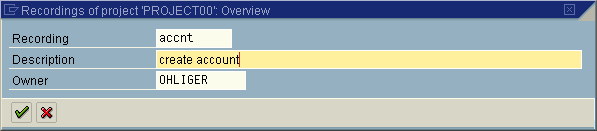 Recordings of project 'PROJECT00': Overview
Recording accnt
Description create account
Owner OHLIGER